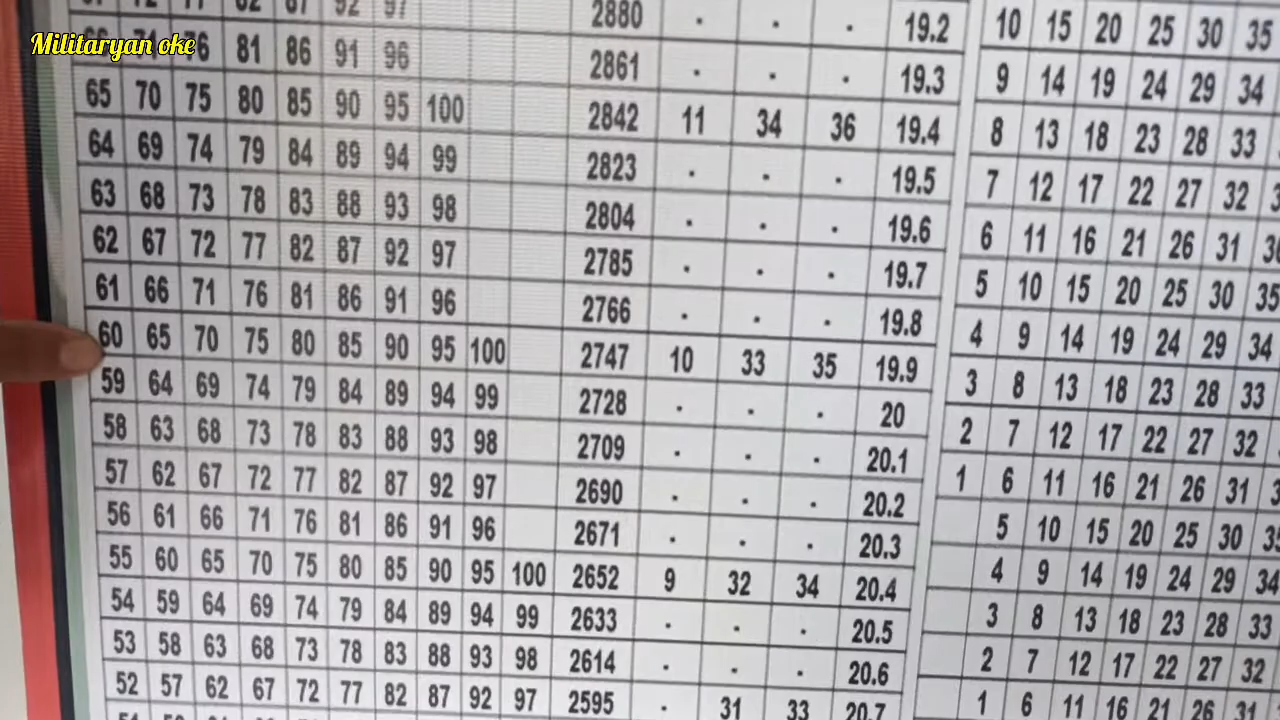 Militaryan oke
92 97 2880 . . 19.2 10 15 20 25 30 35
76 81 86 91 96 2861 . . . 19.3 9 14 19 24 29 34
65 70 75 80 85 90 95 100 2842 11 34 36 19.4 8 13 18 23 28 33
64 69 74 79 84 89 94 99 2823 . . . 19.5 7 12 17 22 27 32
63 68 73 78 83 88 93 98 2804 . . . 19.6 6 11 16 21 26 31
62 67 72 77 82 87 92 97 2785 . . . 19.7 5 10 15 20 25 30 35
61 66 71 76 81 86 91 96 2766 . . . 19.8 4 9 14 19 24 29 34
60 65 70 75 80 85 90 95 100 2747 10 33 35 19.9 3 8 13 18 23 28 33
59 64 69 74 79 84 89 94 99 2728 . . . 20 2 7 12 17 22 27 32
58 63 68 73 78 83 88 93 98 2709 . . . 20.1 1 6 11 16 21 26 31
57 62 67 72 77 82 87 92 97 2690 . . . 20.2 5 10 15 20 25 30 35
56 61 66 71 76 81 86 91 96 2671 . . . 20.3 4 9 14 19 24 29 34
55 60 65 70 75 80 85 90 95 100 2652 9 32 34 20.4 3 8 13 18 23 28 33
54 59 64 69 74 79 84 89 94 99 2633 . . . 20.5 2 7 12 17 22 27 32
53 58 63 68 73 78 83 88 93 98 2614 . . . 20.6 1 6 11 16 21 26 31
52 57 62 67 72 77 82 87 92 97 2595 . 31 33 20.7